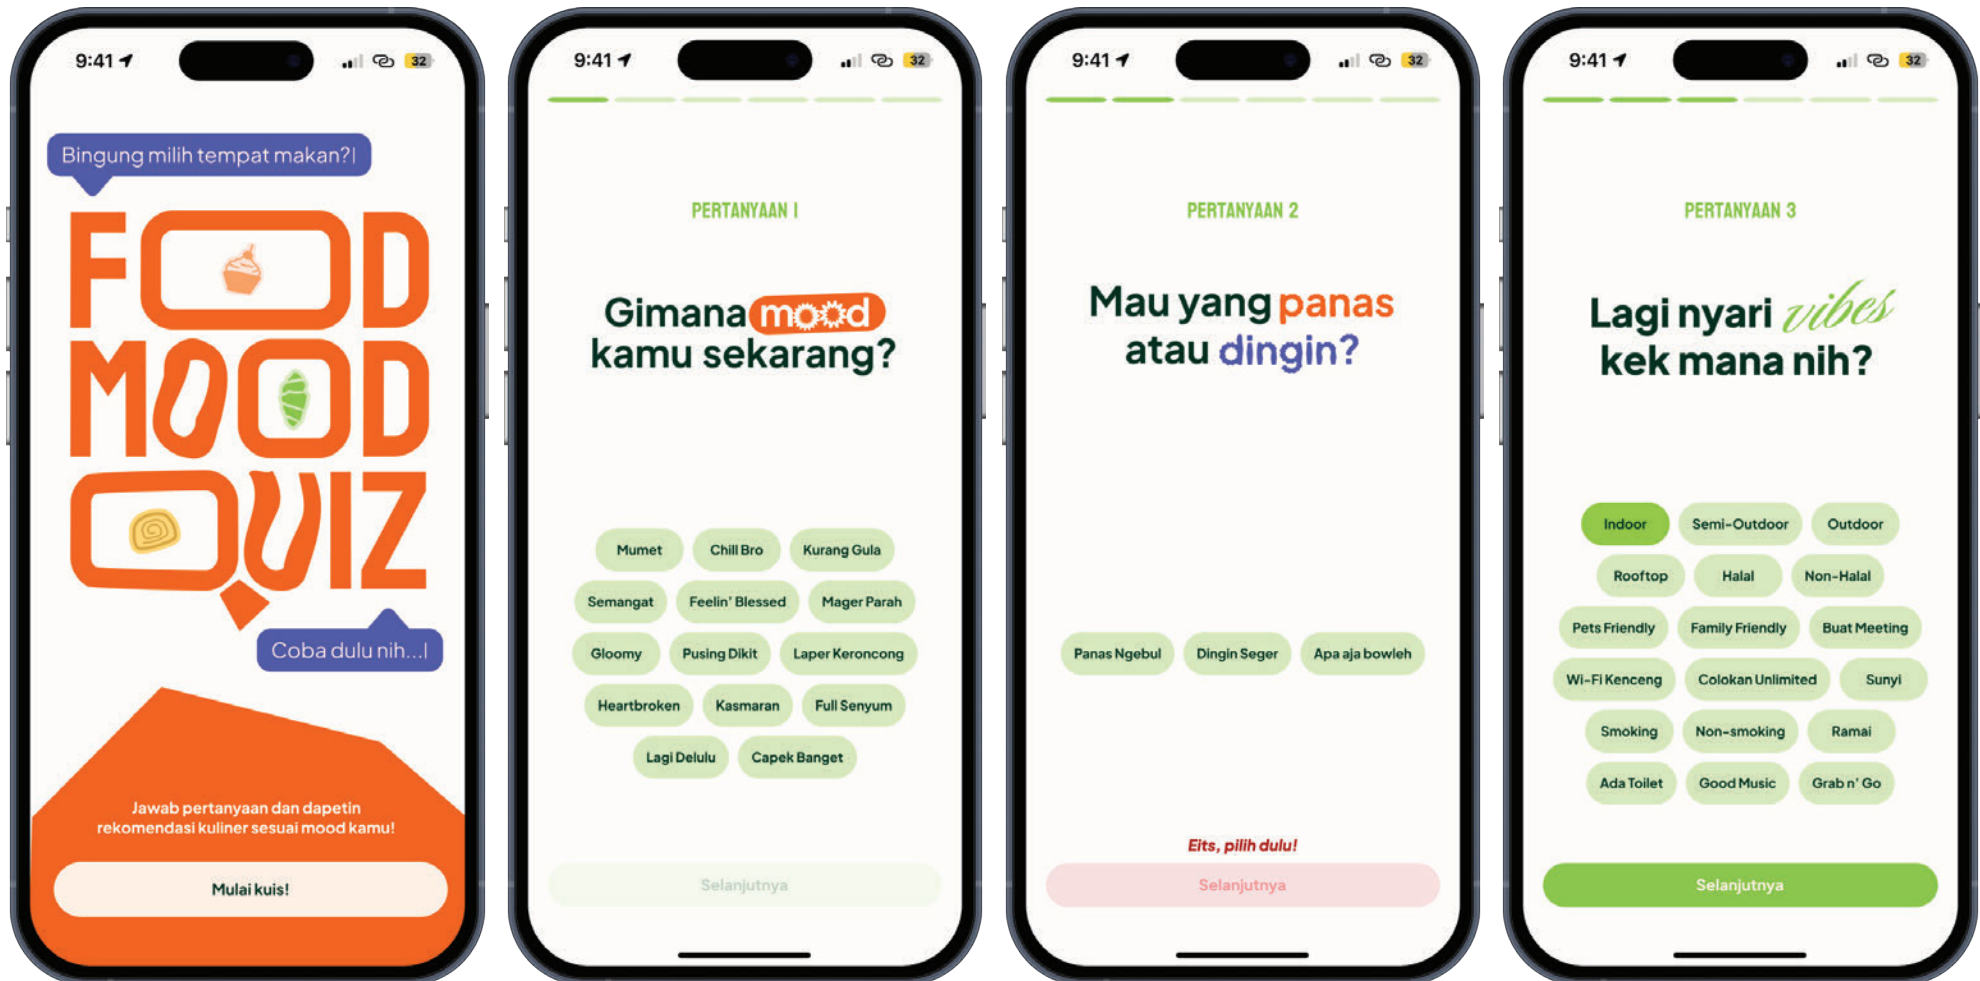 9:41
32
Bingung milih tempat makan?|
FOOD
MOOD
QUIZ
Coba dulu nih...|
Jawab pertanyaan dan dapetin
rekomendasi kuliner sesuai mood kamu!
Mulai kuis!
9:41
32
PERTANYAAN 1
Gimana mood
kamu sekarang?
Mumet
Chill Bro
Kurang Gula
Semangat
Feelin' Blessed
Mager Parah
Gloomy
Pusing Dikit
Laper Keroncong
Heartbroken
Kasmaran
Full Senyum
Lagi Delulu
Capek Banget
Selanjutnya
9:41
32
PERTANYAAN 2
Mau yang panas
atau dingin?
Panas Ngebul
Dingin Seger
Apa aja bowleh
Eits, pilih dulu!
Selanjutnya
9:41
32
PERTANYAAN 3
Lagi nyari vibes
kek mana nih?
Indoor
Semi-Outdoor
Outdoor
Rooftop
Halal
Non-Halal
Pets Friendly
Family Friendly
Buat Meeting
Wi-Fi Kenceng
Colokan Unlimited
Sunyi
Smoking
Non-smoking
Ramai
Ada Toilet
Good Music
Grab n' Go
Selanjutnya